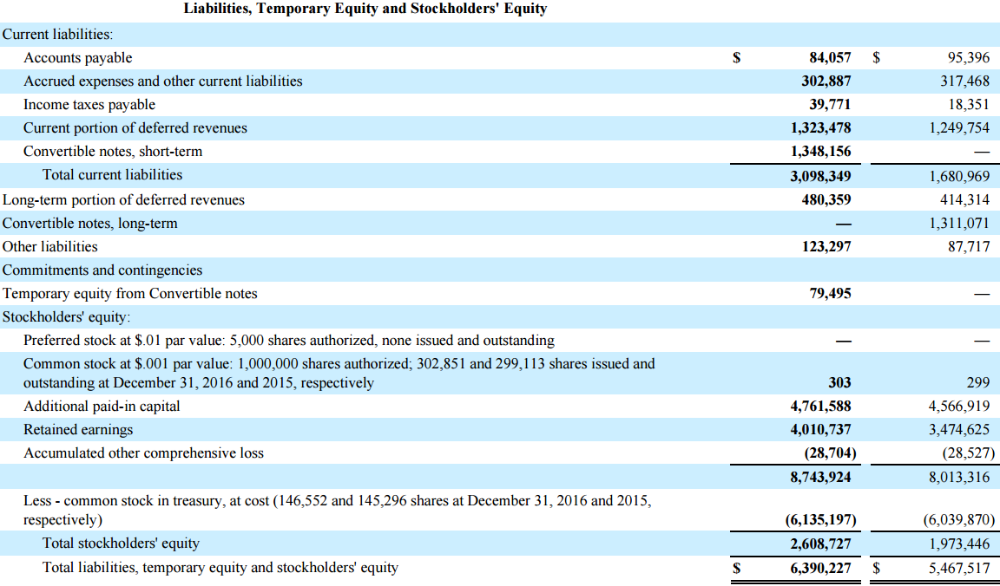 Liabilities, Temporary Equity and Stockholders' Equity
Current liabilities:
Accounts payable $ 84,057 $ 95,396
Accrued expenses and other current liabilities 302,887 317,468
Income taxes payable 39,771 18,351
Current portion of deferred revenues 1,323,478 1,249,754
Convertible notes, short-term 1,348,156 —
Total current liabilities 3,098,349 1,680,969
Long-term portion of deferred revenues 480,359 414,314
Convertible notes, long-term — 1,311,071
Other liabilities 123,297 87,717
Commitments and contingencies
Temporary equity from Convertible notes 79,495 —
Stockholders' equity:
Preferred stock at $.01 par value: 5,000 shares authorized, none issued and outstanding — —
Common stock at $.001 par value: 1,000,000 shares authorized; 302,851 and 299,113 shares issued and
outstanding at December 31, 2016 and 2015, respectively 303 299
Additional paid-in capital 4,761,588 4,566,919
Retained earnings 4,010,737 3,474,625
Accumulated other comprehensive loss (28,704) (28,527)
8,743,924 8,013,316
Less - common stock in treasury, at cost (146,552 and 145,296 shares at December 31, 2016 and 2015,
respectively) (6,135,197) (6,039,870)
Total stockholders' equity 2,608,727 1,973,446
Total liabilities, temporary equity and stockholders' equity $ 6,390,227 $ 5,467,517